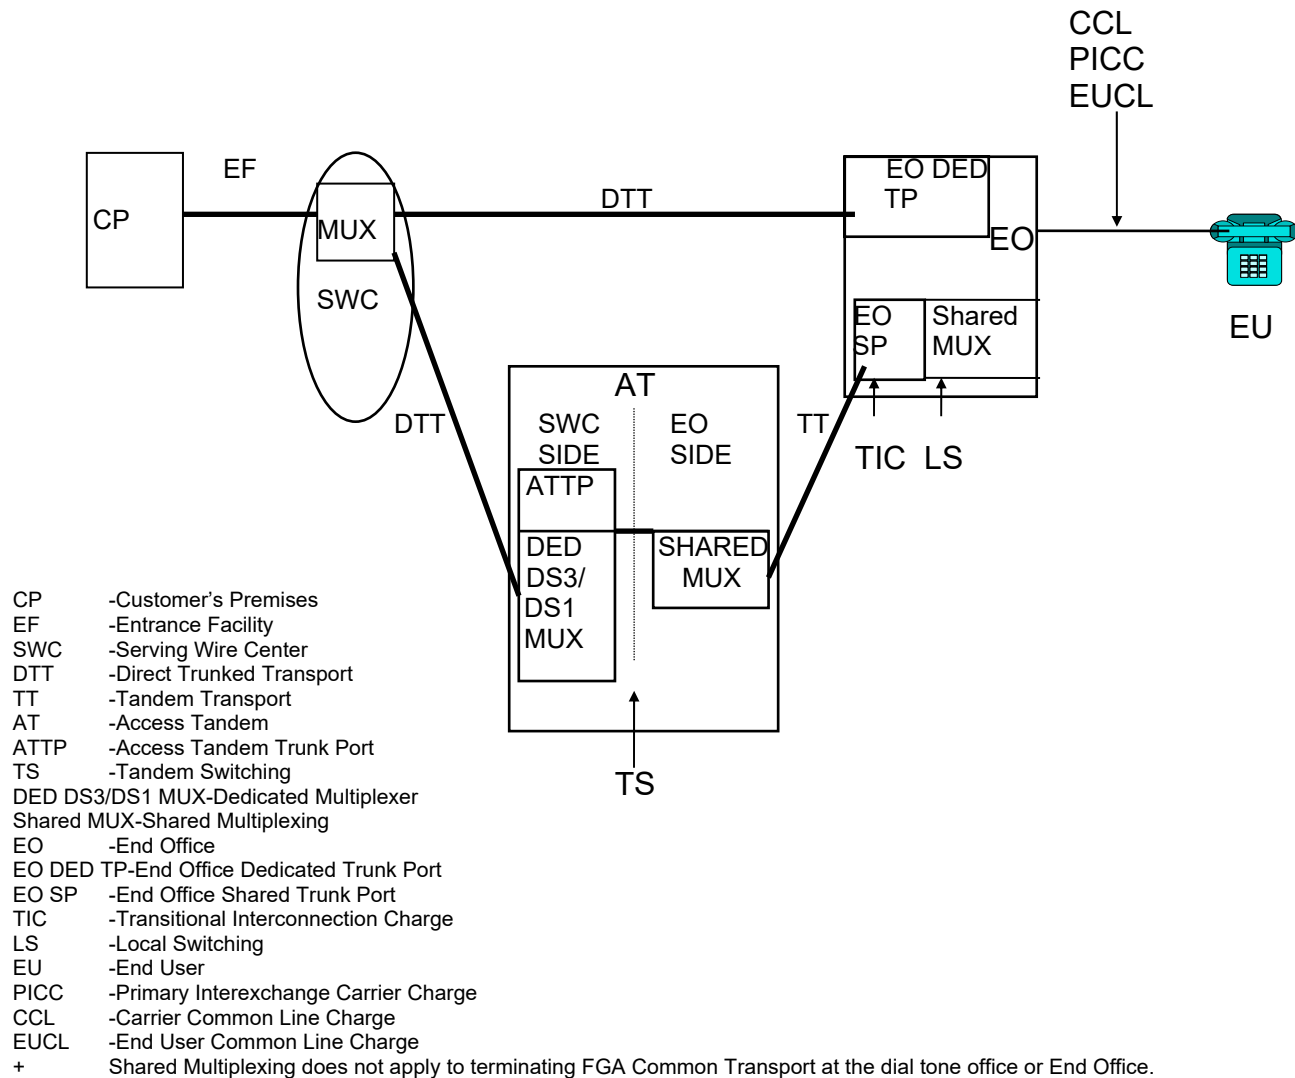 CCL
PICC
EUCL
CP
EF
MUX
SWC
DTT
EO DED
TP
EO
EU
EO
SP
Shared
MUX
TIC LS
DTT
AT
SWC
SIDE
EO
SIDE
TT
ATTP
DED
DS3/
DS1
MUX
SHARED
MUX
TS
CP -Customer's Premises
EF -Entrance Facility
SWC -Serving Wire Center
DTT -Direct Trunked Transport
TT -Tandem Transport
AT -Access Tandem
ATTP -Access Tandem Trunk Port
TS -Tandem Switching
DED DS3/DS1 MUX-Dedicated Multiplexer
Shared MUX-Shared Multiplexing
EO -End Office
EO DED TP-End Office Dedicated Trunk Port
EO SP -End Office Shared Trunk Port
TIC -Transitional Interconnection Charge
LS -Local Switching
EU -End User
PICC -Primary Interexchange Carrier Charge
CCL -Carrier Common Line Charge
EUCL -End User Common Line Charge
+ Shared Multiplexing does not apply to terminating FGA Common Transport at the dial tone office or End Office.